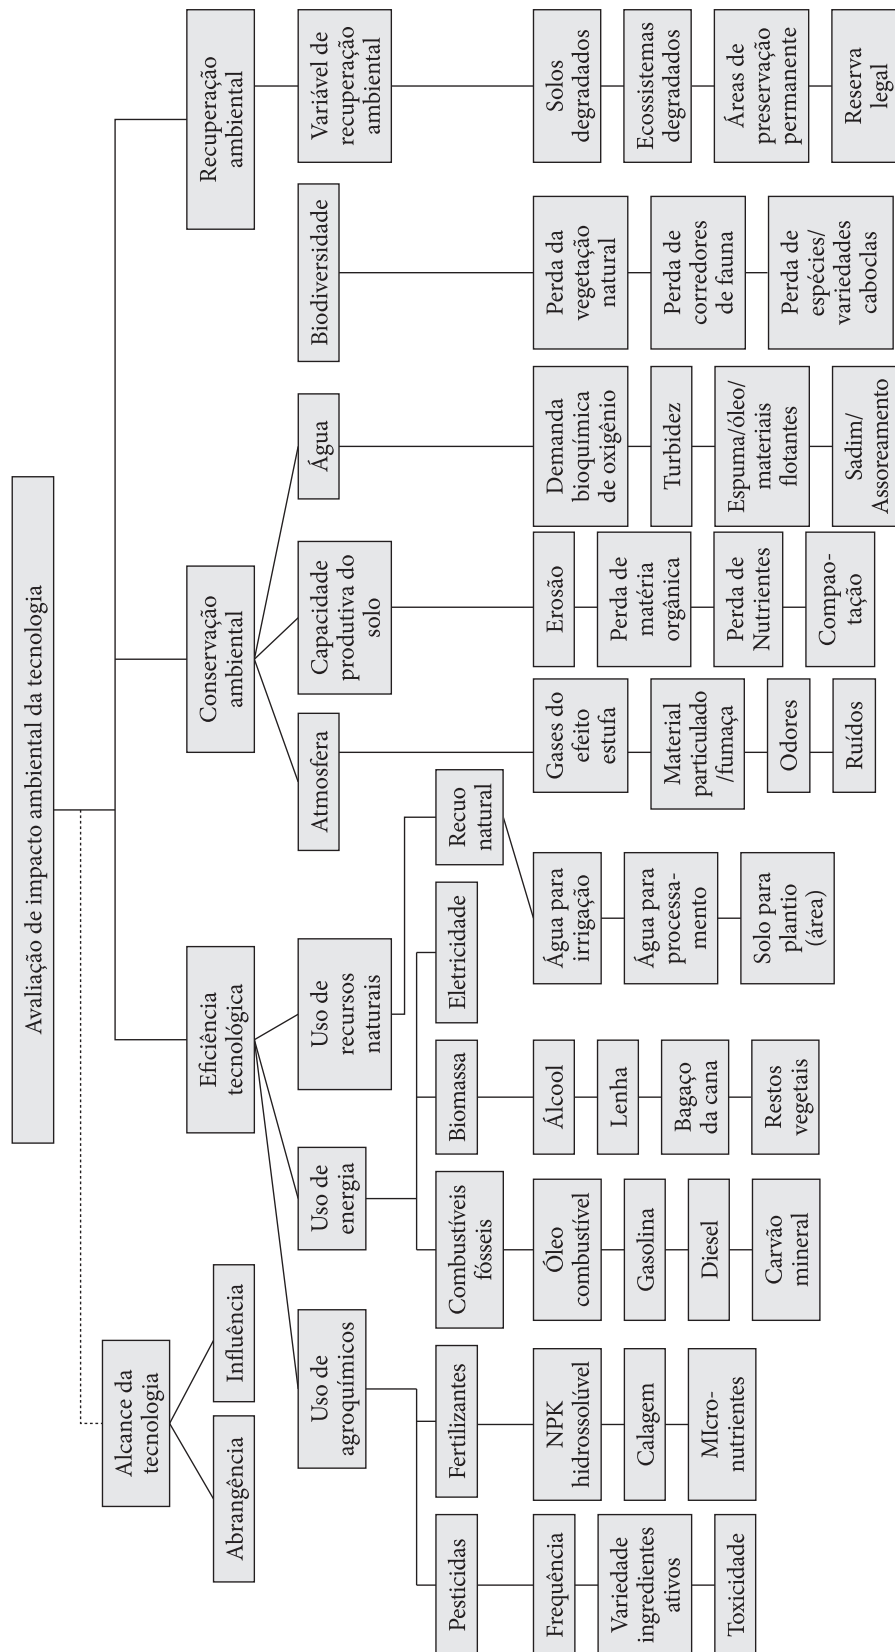 Avaliação de impacto ambiental da tecnologia
Alcance da
tecnologia
Abrangência
Influência
Eficiência
tecnológica
Conservação
ambiental
Recuperação
ambiental
Uso de
agroquímicos
Uso de
energia
Uso de
recursos
naturais
Atmosfera
Capacidade
produtiva do
solo
Água
Biodiversidade
Variável de
recuperação
ambiental
Pesticidas
Fertilizantes
Combustíveis
fósseis
Biomassa
Eletricidade
Recuo
natural
Frequência
Variedade
ingredientes
ativos
Toxicidade
NPK
hidrossolúvel
Calagem
MIcro-
nutrientes
Óleo
combustível
Gasolina
Diesel
Carvão
mineral
Álcool
Lenha
Bagaço
da cana
Restos
vegetais
Água para
irrigação
Água para
processa-
mento
Solo para
plantio
(área)
Gases do
efeito
estufa
Material
particulado
/fumaça
Odores
Ruídos
Erosão
Perda de
matéria
orgânica
Perda de
Nutrientes
Compao-
tação
Demanda
bioquímica
de oxigênio
Turbidez
Espuma/óleo/
materiais
flotantes
Sadim/
Assoreamento
Perda da
vegetação
natural
Perda de
corredores
de fauna
Perda de
espécies/
variedades
caboclas
Solos
degradados
Ecossistemas
degradados
Áreas de
preservação
permanente
Reserva
legal